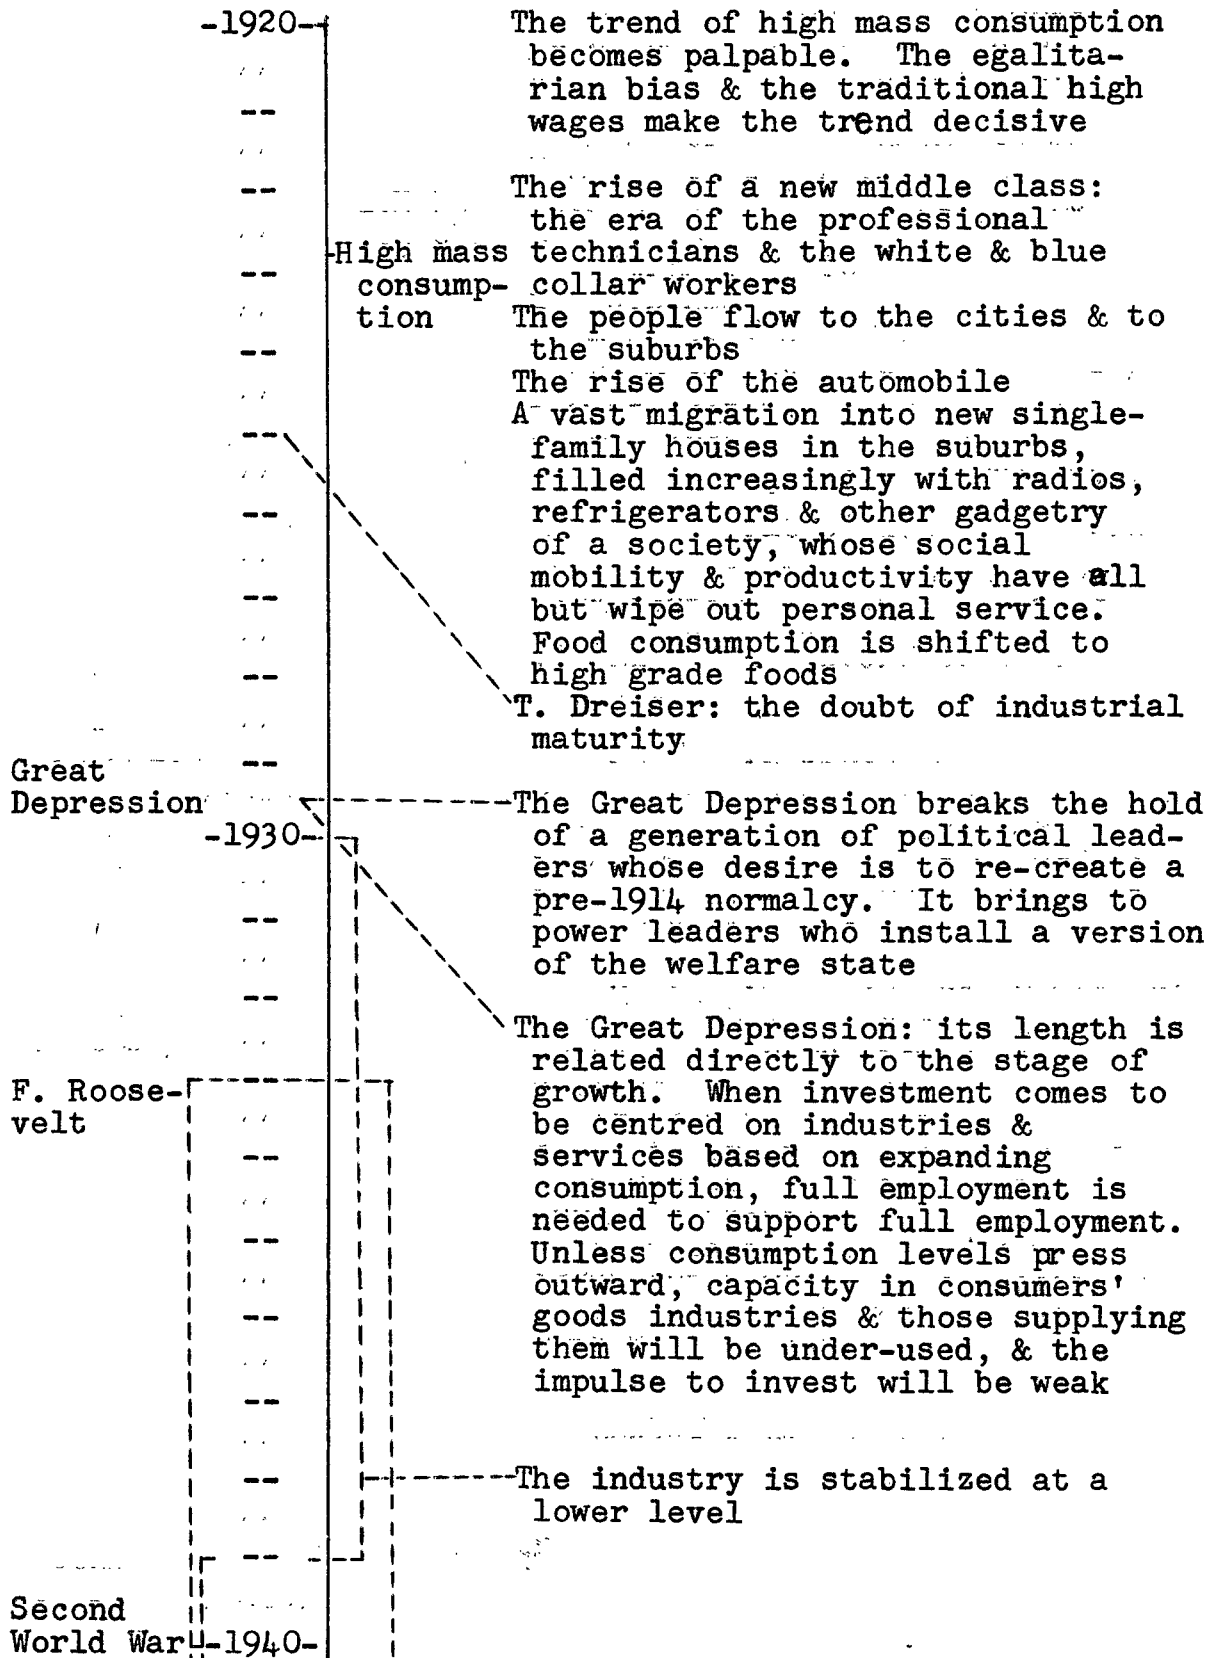 -1920-
The trend of high mass consumption
becomes palpable. The egalita-
rian bias & the traditional high
wages make the trend decisive
The rise of a new middle class:
the era of the professional
High mass technicians & the white & blue
consump- collar workers
tion The people flow to the cities & to
the suburbs
The rise of the automobile
A vast migration into new single-
family houses in the suburbs,
filled increasingly with radios,
refrigerators & other gadgetry
of a society, whose social
mobility & productivity have all
but wipe out personal service.
Food consumption is shifted to
high grade foods
T. Dreiser: the doubt of industrial
maturity
Great
Depression
The Great Depression breaks the hold
-1930-
of a generation of political lead-
ers whose desire is to re-create a
pre-1914 normalcy. It brings to
power leaders who install a version
of the welfare state
The Great Depression: its length is
related directly to the stage of
F. Roose-
velt
growth. When investment comes to
be centred on industries &
services based on expanding
consumption, full employment is
needed to support full employment.
Unless consumption levels press
outward, capacity in consumers'
goods industries & those supplying
them will be under-used, & the
impulse to invest will be weak
The industry is stabilized at a
lower level
Second
World War
-1940-